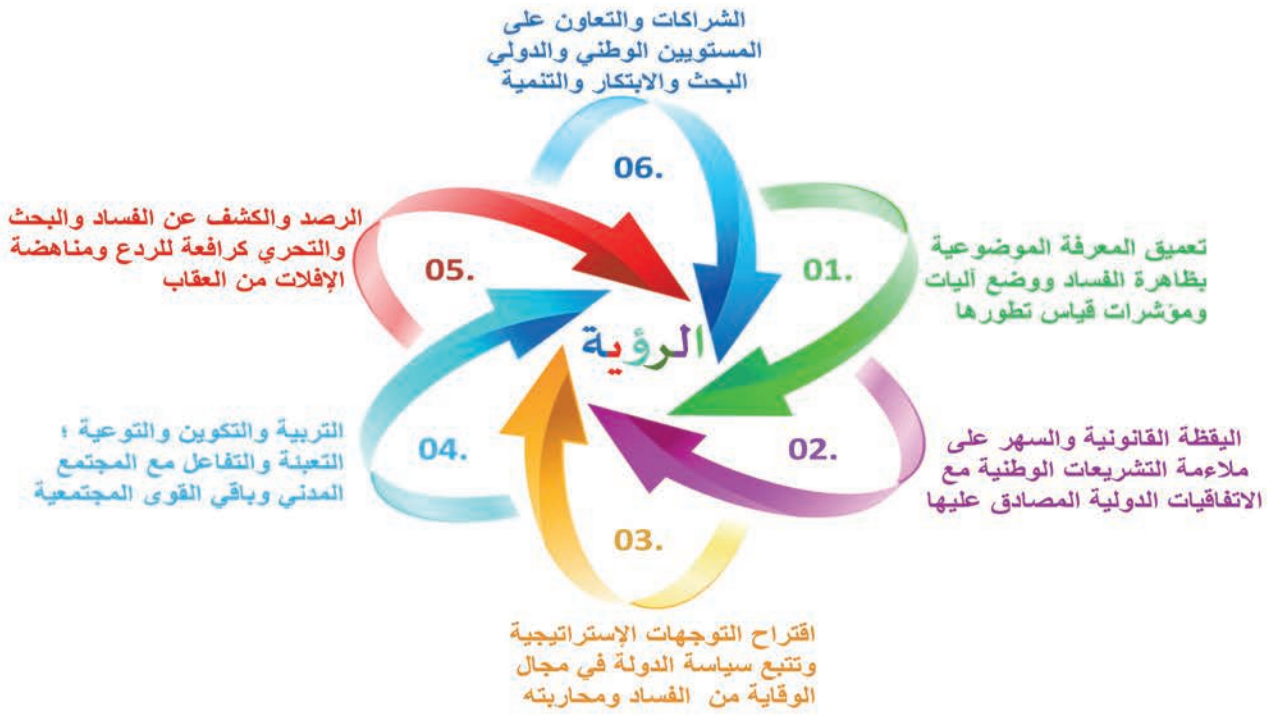 الشراكات والتعاون على
المستويين الوطني والدولي
البحث والابتكار والتنمية
06.
تعميق المعرفة الموضوعية
بظاهرة الفساد ووضع آليات
ومؤشرات قياس تطورها
01.
اليقظة القانونية والسهر على
ملاءمة التشريعات الوطنية مع
الاتفاقيات الدولية المصادق عليها
02.
03.
اقتراح التوجهات الإستراتيجية
وتتبع سياسة الدولة في مجال
الوقاية من الفساد ومحاربته
04.
التربية والتكوين والتوعية ؛
التعبئة والتفاعل مع المجتمع
المدني وباقي القوى المجتمعية
05.
الرصد والكشف عن الفساد والبحث
والتحري كرافعة للردع ومناهضة
الإفلات من العقاب
الرؤية